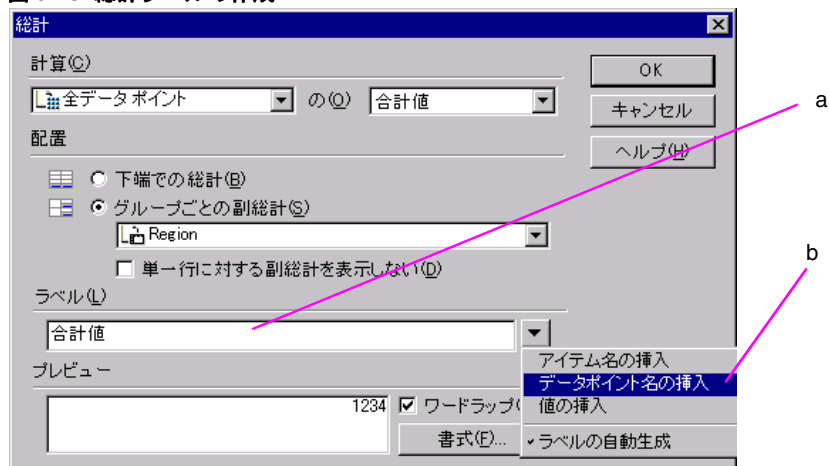 総計
計算(C)
全データ ポイント の(O) 合計値
OK
キャンセル
ヘルプ(H)
a
配置
下端での総計(B)
グループごとの副総計(S)
Region
単一行に対する副総計を表示しない(D)
b
ラベル(L)
合計値
アイテム名の挿入
データポイント名の挿入
値の挿入
ラベルの自動生成
プレビュー
1234
ワードラップ(
書式(F)...